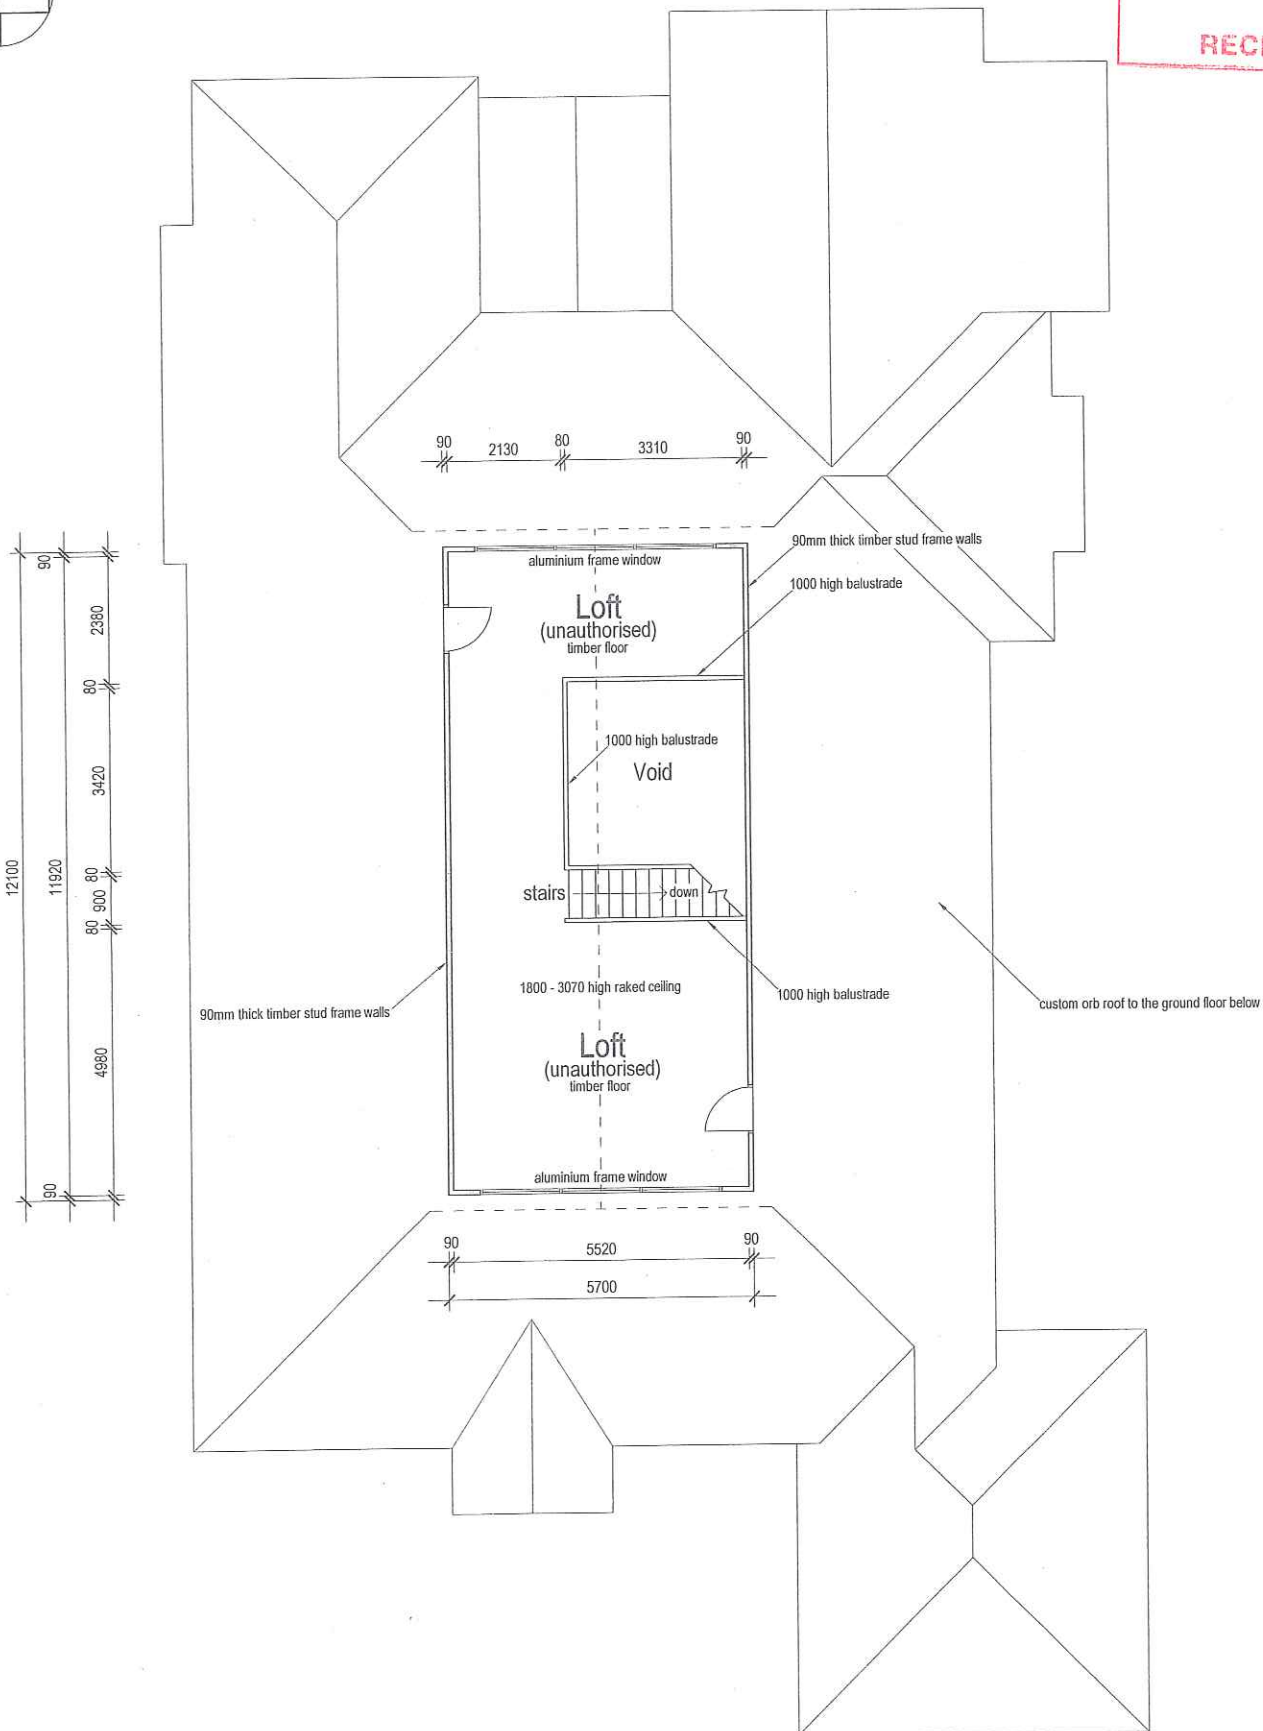 90
2130
80
3310
90
90mm thick timber stud frame walls
aluminium frame window
1000 high balustrade
Loft
(unauthorised)
timber floor
1000 high balustrade
Void
stairs
down
1800 - 3070 high raked ceiling
1000 high balustrade
custom orb roof to the ground floor below
90mm thick timber stud frame walls
Loft
(unauthorised)
timber floor
aluminium frame window
90
5520
90
5700
12100
90
11920
90
2380
80
3420
80
900
80
4980